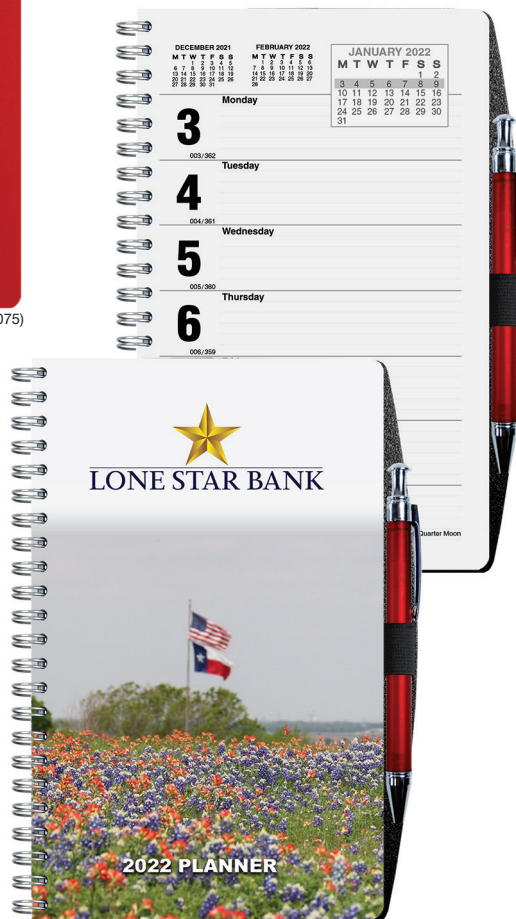 075)
DECEMBER 2021
M T W T F S S
1 2 3 4 5
6 7 8 9 10 11 12
13 14 15 16 17 18 19
20 21 22 23 24 25 26
27 28 29 30 31
FEBRUARY 2022
M T W T F S S
1 2 3 4 5 6
7 8 9 10 11 12 13
14 15 16 17 18 19 20
21 22 23 24 25 26 27
28
JANUARY 2022
M T W T F S S
1 2
3 4 5 6 7 8 9
10 11 12 13 14 15 16
17 18 19 20 21 22 23
24 25 26 27 28 29 30
31
Monday
3
003/362
Tuesday
4
004/361
Wednesday
5
005/360
Thursday
6
006/359
Quarter Moon
LONE STAR BANK
2022 PLANNER